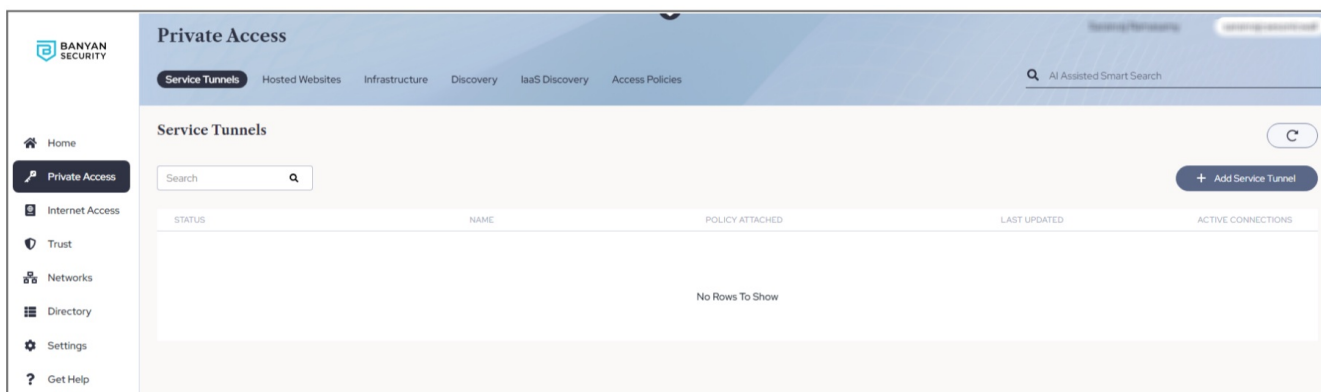 BANYAN
SECURITY
Private Access
Service Tunnels Hosted Websites Infrastructure Discovery IaaS Discovery Access Policies
AI Assisted Smart Search
Home
Private Access
Internet Access
Trust
Networks
Directory
Settings
Get Help
Service Tunnels
Search
+ Add Service Tunnel
STATUS NAME POLICY ATTACHED LAST UPDATED ACTIVE CONNECTIONS
No Rows To Show